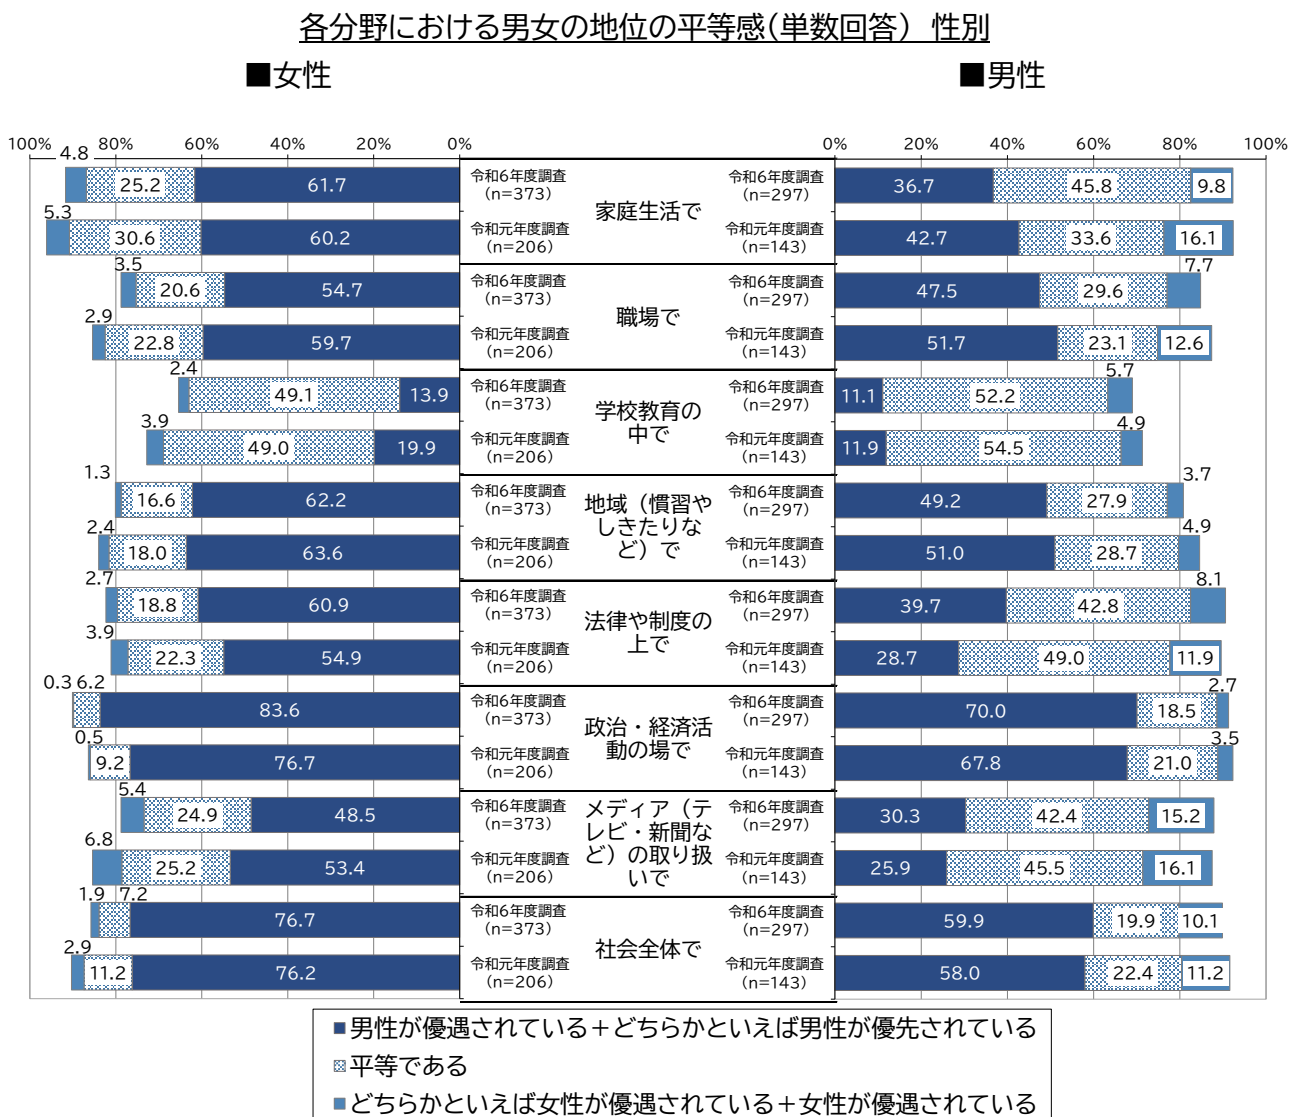 各分野における男女の地位の平等感(単数回答) 性別
■女性
■男性
100% 80% 60% 40% 20% 0%
0% 20% 40% 60% 80% 100%
家庭生活で
4.8 25.2 61.7 令和6年度調査 (n=373)
令和6年度調査 (n=297) 36.7 45.8 9.8
5.3 30.6 60.2 令和元年度調査 (n=206)
令和元年度調査 (n=143) 42.7 33.6 16.1
職場で
3.5 20.6 54.7 令和6年度調査 (n=373)
令和6年度調査 (n=297) 47.5 29.6 7.7
2.9 22.8 59.7 令和元年度調査 (n=206)
令和元年度調査 (n=143) 51.7 23.1 12.6
学校教育の
中で
2.4 49.1 13.9 令和6年度調査 (n=373)
令和6年度調査 (n=297) 11.1 52.2 5.7
3.9 49.0 19.9 令和元年度調査 (n=206)
令和元年度調査 (n=143) 11.9 54.5 4.9
地域(慣習や
しきたりな
ど)で
1.3 16.6 62.2 令和6年度調査 (n=373)
令和6年度調査 (n=297) 49.2 27.9 3.7
2.4 18.0 63.6 令和元年度調査 (n=206)
令和元年度調査 (n=143) 51.0 28.7 4.9
法律や制度の
上で
2.7 18.8 60.9 令和6年度調査 (n=373)
令和6年度調査 (n=297) 39.7 42.8 8.1
3.9 22.3 54.9 令和元年度調査 (n=206)
令和元年度調査 (n=143) 28.7 49.0 11.9
政治・経済活
動の場で
0.3 6.2 83.6 令和6年度調査 (n=373)
令和6年度調査 (n=297) 70.0 18.5 2.7
0.5 9.2 76.7 令和元年度調査 (n=206)
令和元年度調査 (n=143) 67.8 21.0 3.5
メディア(テ
レビ・新聞な
ど)の取り扱
いで
5.4 24.9 48.5 令和6年度調査 (n=373)
令和6年度調査 (n=297) 30.3 42.4 15.2
6.8 25.2 53.4 令和元年度調査 (n=206)
令和元年度調査 (n=143) 25.9 45.5 16.1
社会全体で
1.9 7.2 76.7 令和6年度調査 (n=373)
令和6年度調査 (n=297) 59.9 19.9 10.1
2.9 11.2 76.2 令和元年度調査 (n=206)
令和元年度調査 (n=143) 58.0 22.4 11.2
男性が優遇されている+どちらかといえば男性が優先されている
平等である
どちらかといえば女性が優遇されている+女性が優遇されている